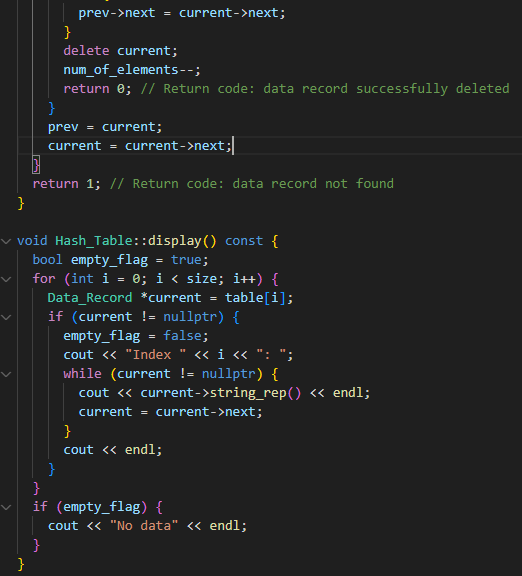 prev->next = current->next;
}
delete current;
num_of_elements--;
return 0; // Return code: data record successfully deleted
}
prev = current;
current = current->next;
}
return 1; // Return code: data record not found
}
void Hash_Table::display() const {
bool empty_flag = true;
for (int i = 0; i < size; i++) {
Data_Record *current = table[i];
if (current != nullptr) {
empty_flag = false;
cout << "Index " << i << ": ";
while (current != nullptr) {
cout << current->string_rep() << endl;
current = current->next;
}
cout << endl;
}
}
if (empty_flag) {
cout << "No data" << endl;
}
}